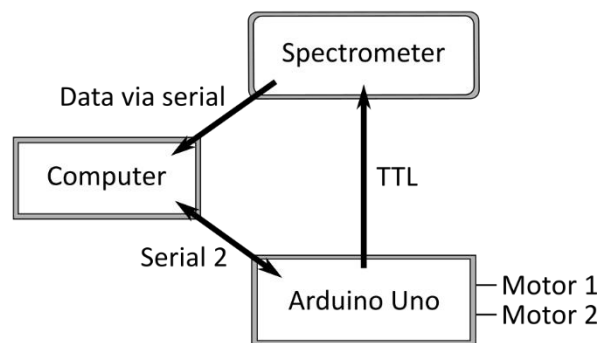 Spectrometer
Data via serial
Computer
TTL
Serial 2
Arduino Uno
Motor 1
Motor 2